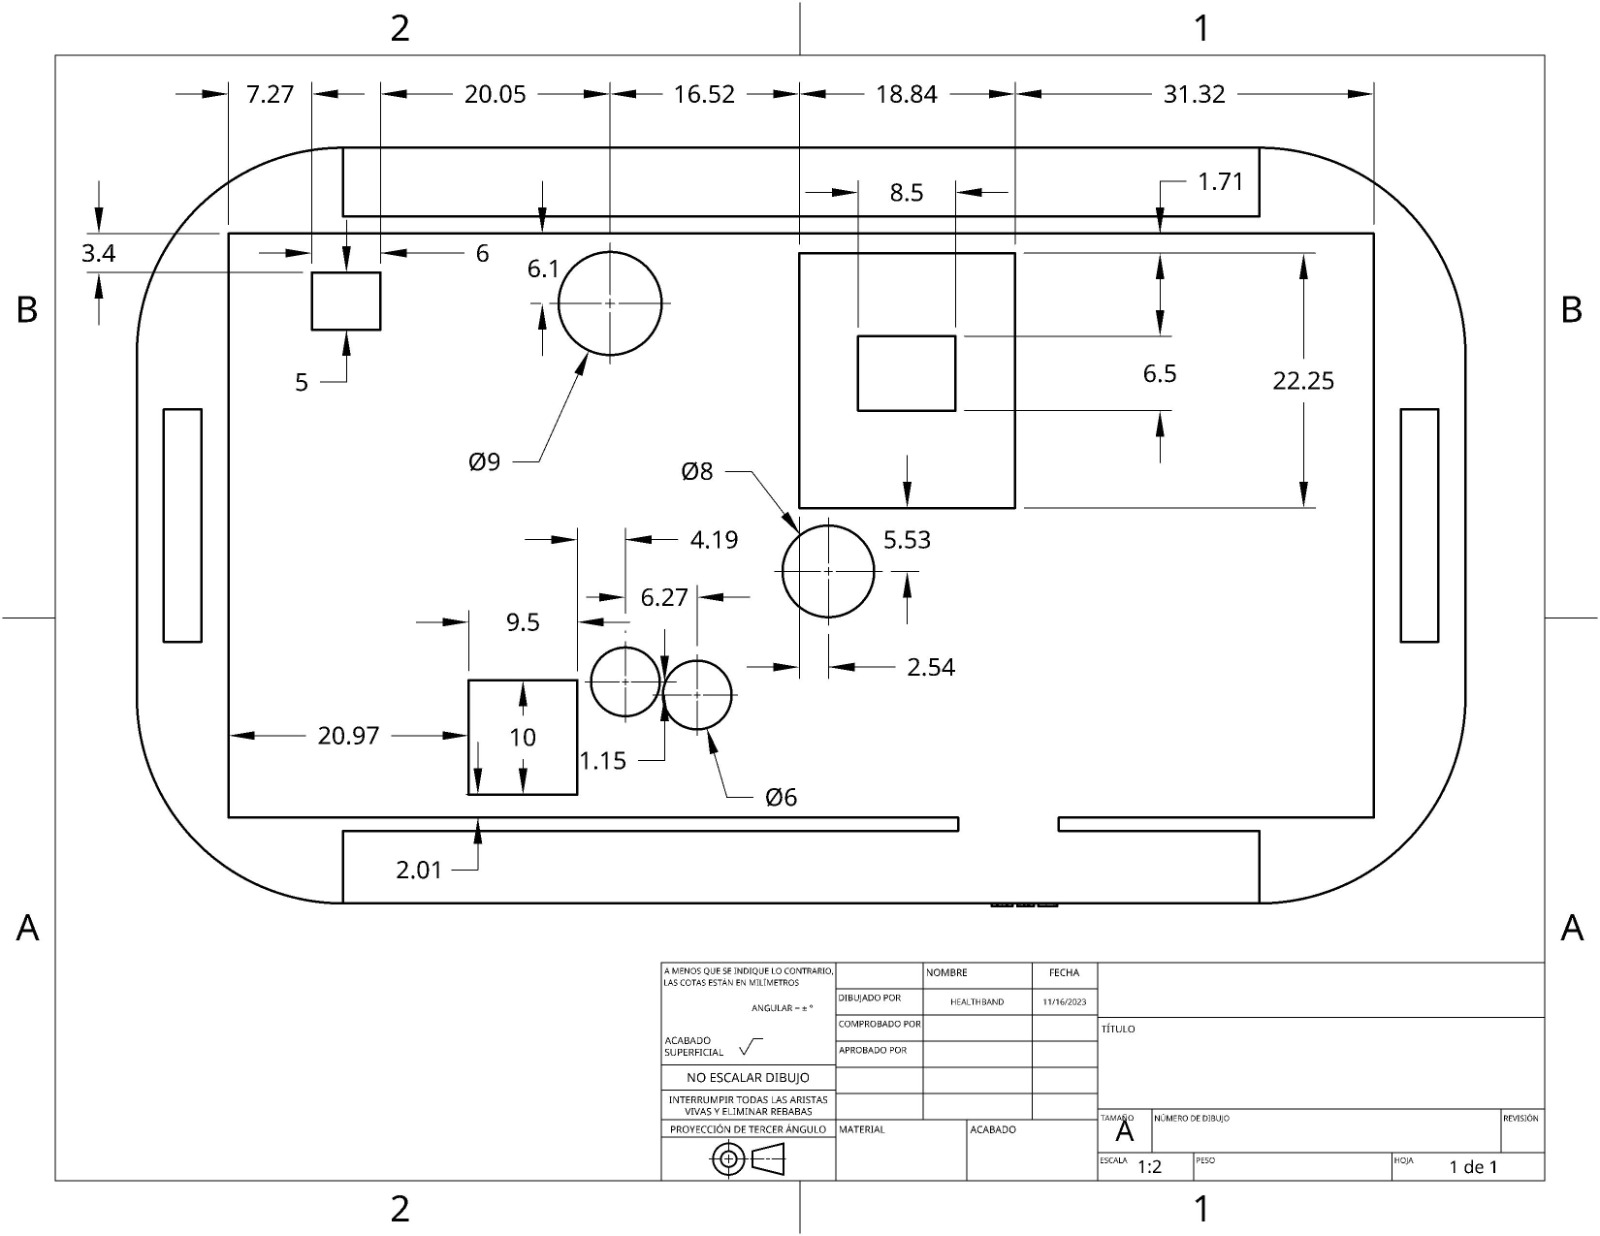 2 1
7.27 20.05 16.52 18.84 31.32
8.5 1.71
3.4 6 6.1
B B
5 6.5 22.25
Ø9 Ø8
4.19 5.53
6.27
9.5
2.54
20.97 10
1.15
Ø6
2.01
A A
A MENOS QUE SE INDIQUE LO CONTRARIO,
LAS COTAS ESTÁN EN MILÍMETROS
ANGULAR = ± °
ACABADO
SUPERFICIAL
NO ESCALAR DIBUJO
INTERRUMPIR TODAS LAS ARISTAS
VIVAS Y ELIMINAR REBABAS
PROYECCIÓN DE TERCER ÁNGULO
NOMBRE FECHA
DIBUJADO POR HEALTHBAND 11/16/2023
COMPROBADO POR
APROBADO POR
MATERIAL ACABADO
TÍTULO
TAMAÑO NÚMERO DE DIBUJO REVISIÓN
A
ESCALA 1:2 PESO HOJA 1 de 1
2 1